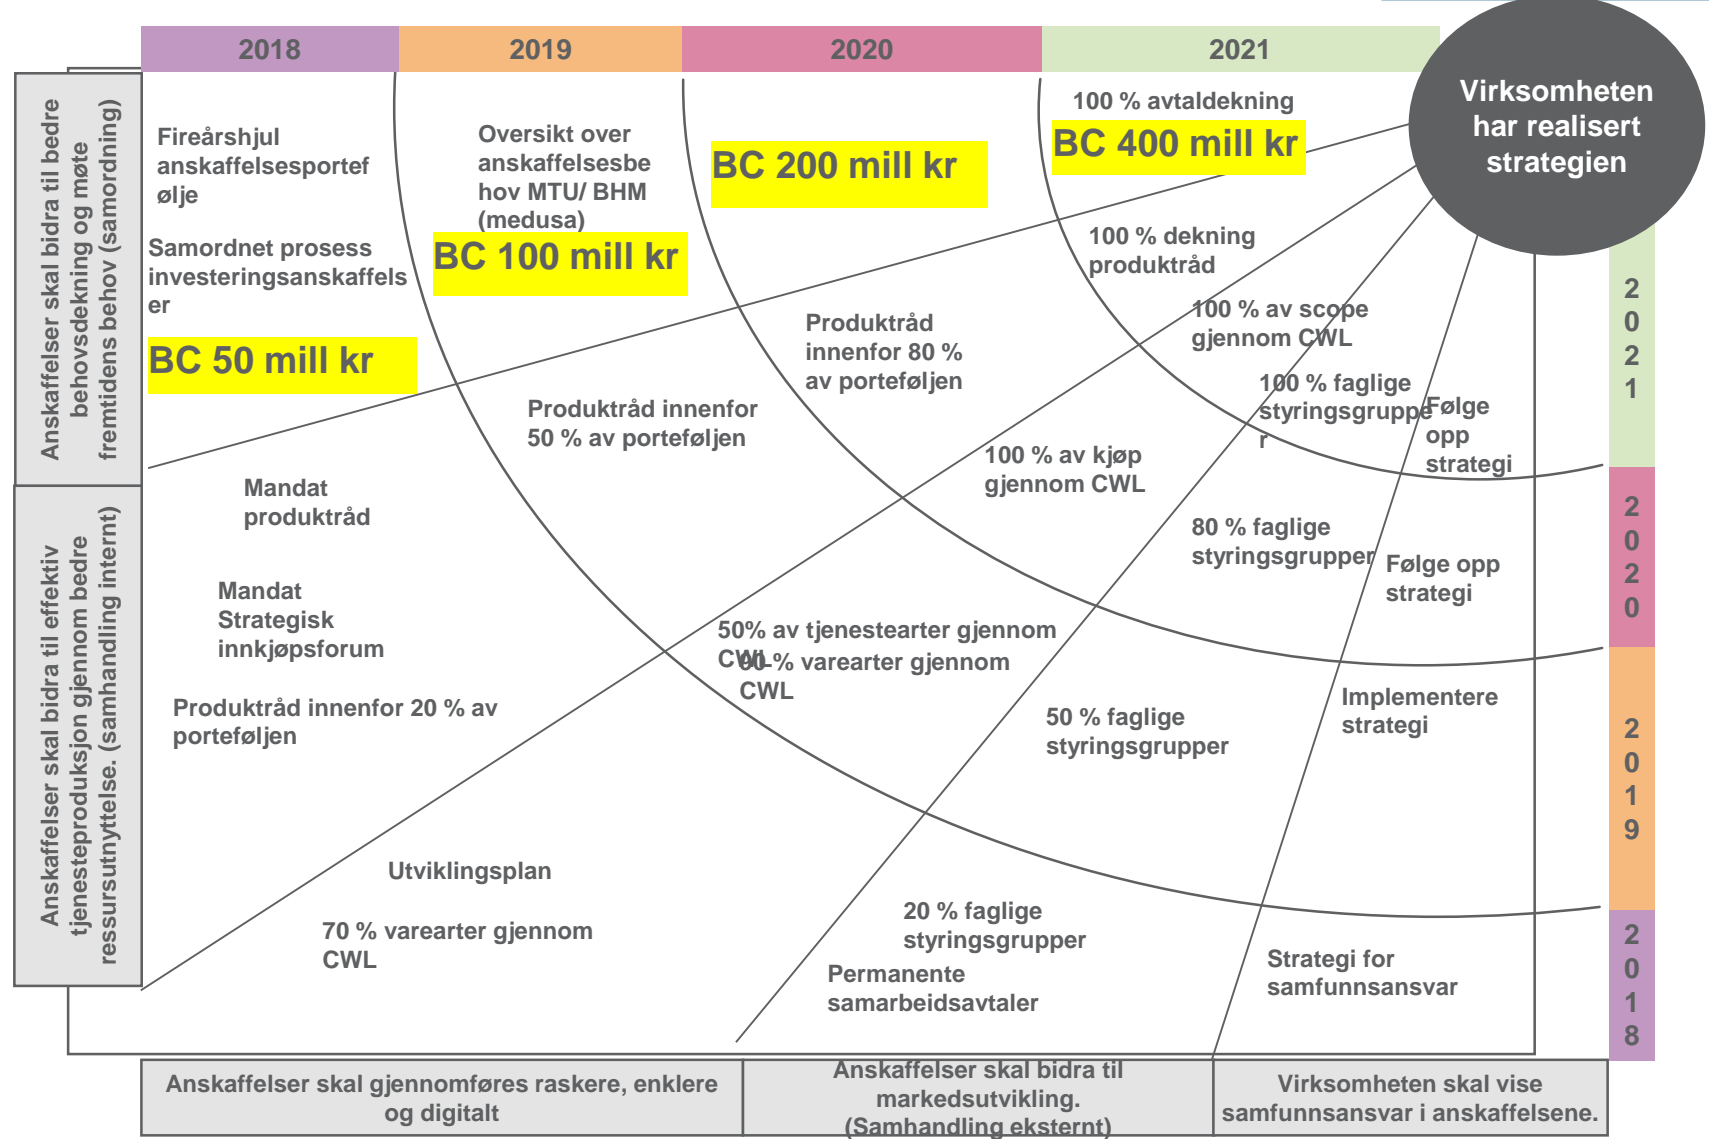 2018
2019
2020
2021
Virksomheten
har realisert
strategien
Anskaffelser skal bidra til bedre
behovsdekning og møte
fremtidens behov (samordning)
Fireårshjul
anskaffelsesportef
ølje
Samordnet prosess
investeringsanskaffels
er
BC 50 mill kr
Oversikt over
anskaffelsesbe
hov MTU/ BHM
(medusa)
BC 100 mill kr
BC 200 mill kr
100 % avtaldekning
BC 400 mill kr
Anskaffelser skal bidra til effektiv
tjenesteproduksjon gjennom bedre
ressursutnyttelse. (samhandling internt)
Mandat
produktråd
Mandat
Strategisk
innkjøpsforum
Produktråd innenfor 20 % av
porteføljen
Produktråd innenfor
50 % av porteføljen
Produktråd
innenfor 80 %
av porteføljen
100 % dekning
produktråd
Utviklingsplan
70 % varearter gjennom
CWL
50% av tjenestearter gjennom
CWL
% varearter gjennom
CWL
100 % av kjøp
gjennom CWL
100 % av scope
gjennom CWL
20 % faglige
styringsgrupper
Permanente
samarbeidsavtaler
50 % faglige
styringsgrupper
80 % faglige
styringsgrupper
100 % faglige
styringsgruppe
r
Strategi for
samfunnsansvar
Implementere
strategi
Følge opp
strategi
Følge
opp
strategi
2
0
2
1
2
0
2
0
2
0
1
9
2
0
1
8
Anskaffelser skal gjennomføres raskere, enklere
og digitalt
Anskaffelser skal bidra til
markedsutvikling.
(Samhandling eksternt)
Virksomheten skal vise
samfunnsansvar i anskaffelsene.